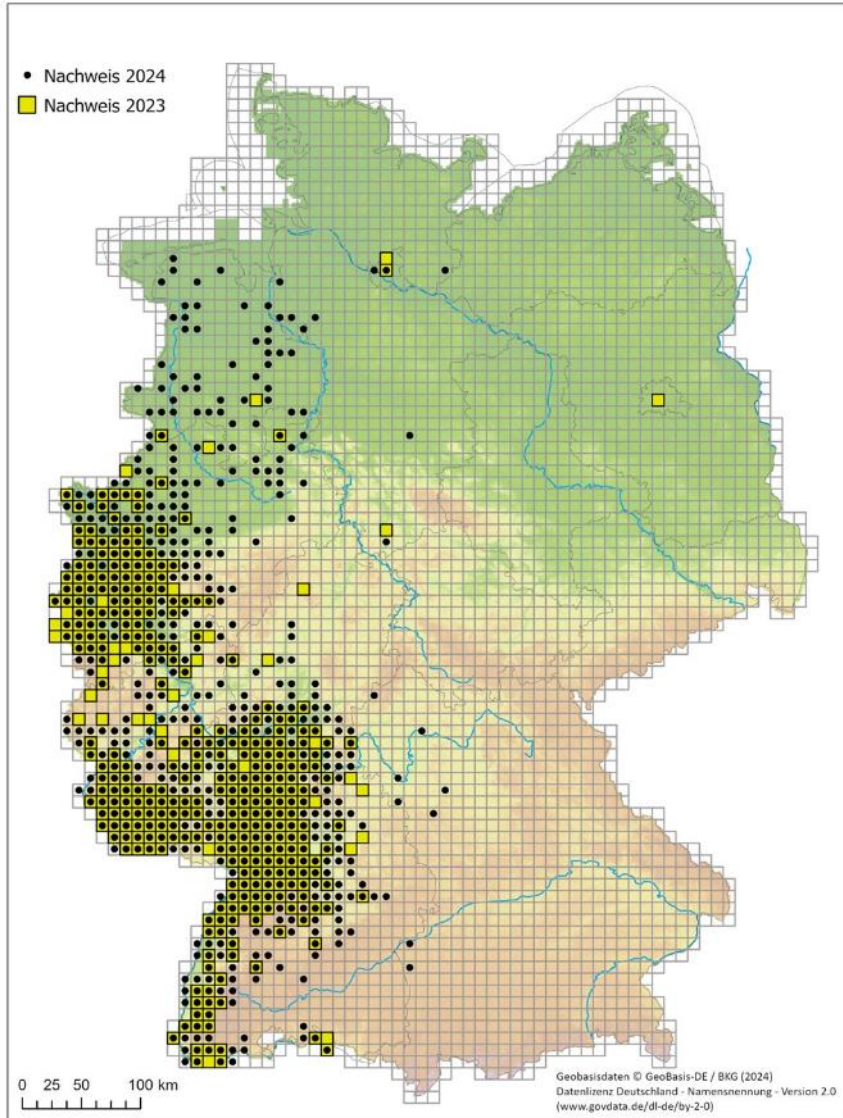 Nachweis 2024
Nachweis 2023
0 25 50 100 km
Geobasisdaten © GeoBasis-DE / BKG (2024)
Datenlizenz Deutschland - Namensnennung - Version 2.0
(www.govdata.de/dl-de/by-2-0)